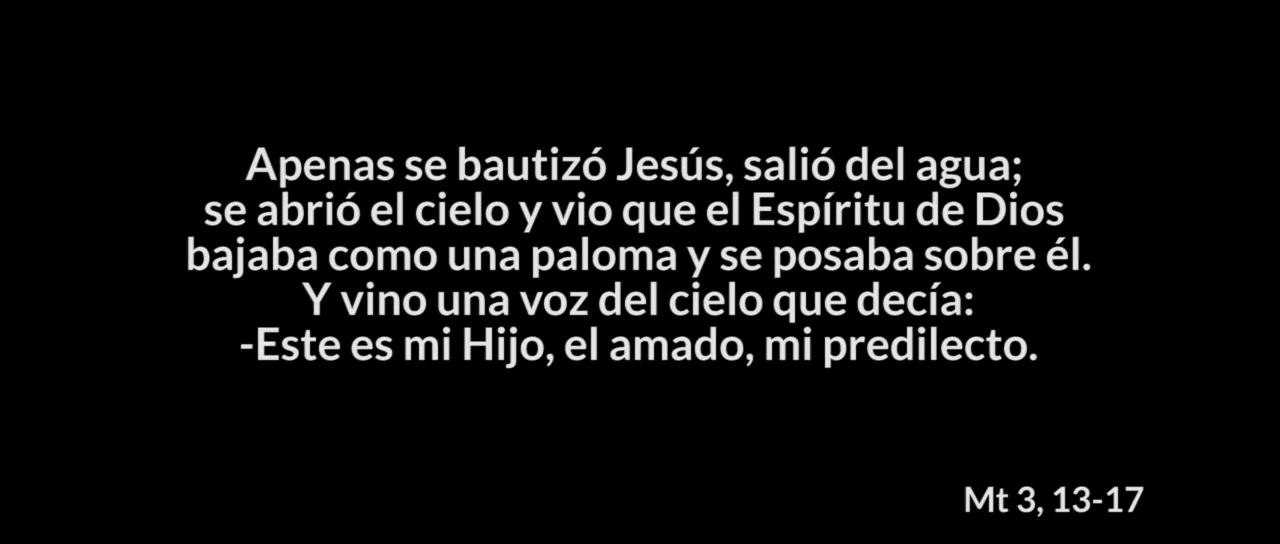 Apenas se bautizó Jesús, salió del agua;
se abrió el cielo y vio que el Espíritu de Dios
bajaba como una paloma y se posaba sobre él.
Y vino una voz del cielo que decía:
-Este es mi Hijo, el amado, mi predilecto.
Mt 3, 13-17